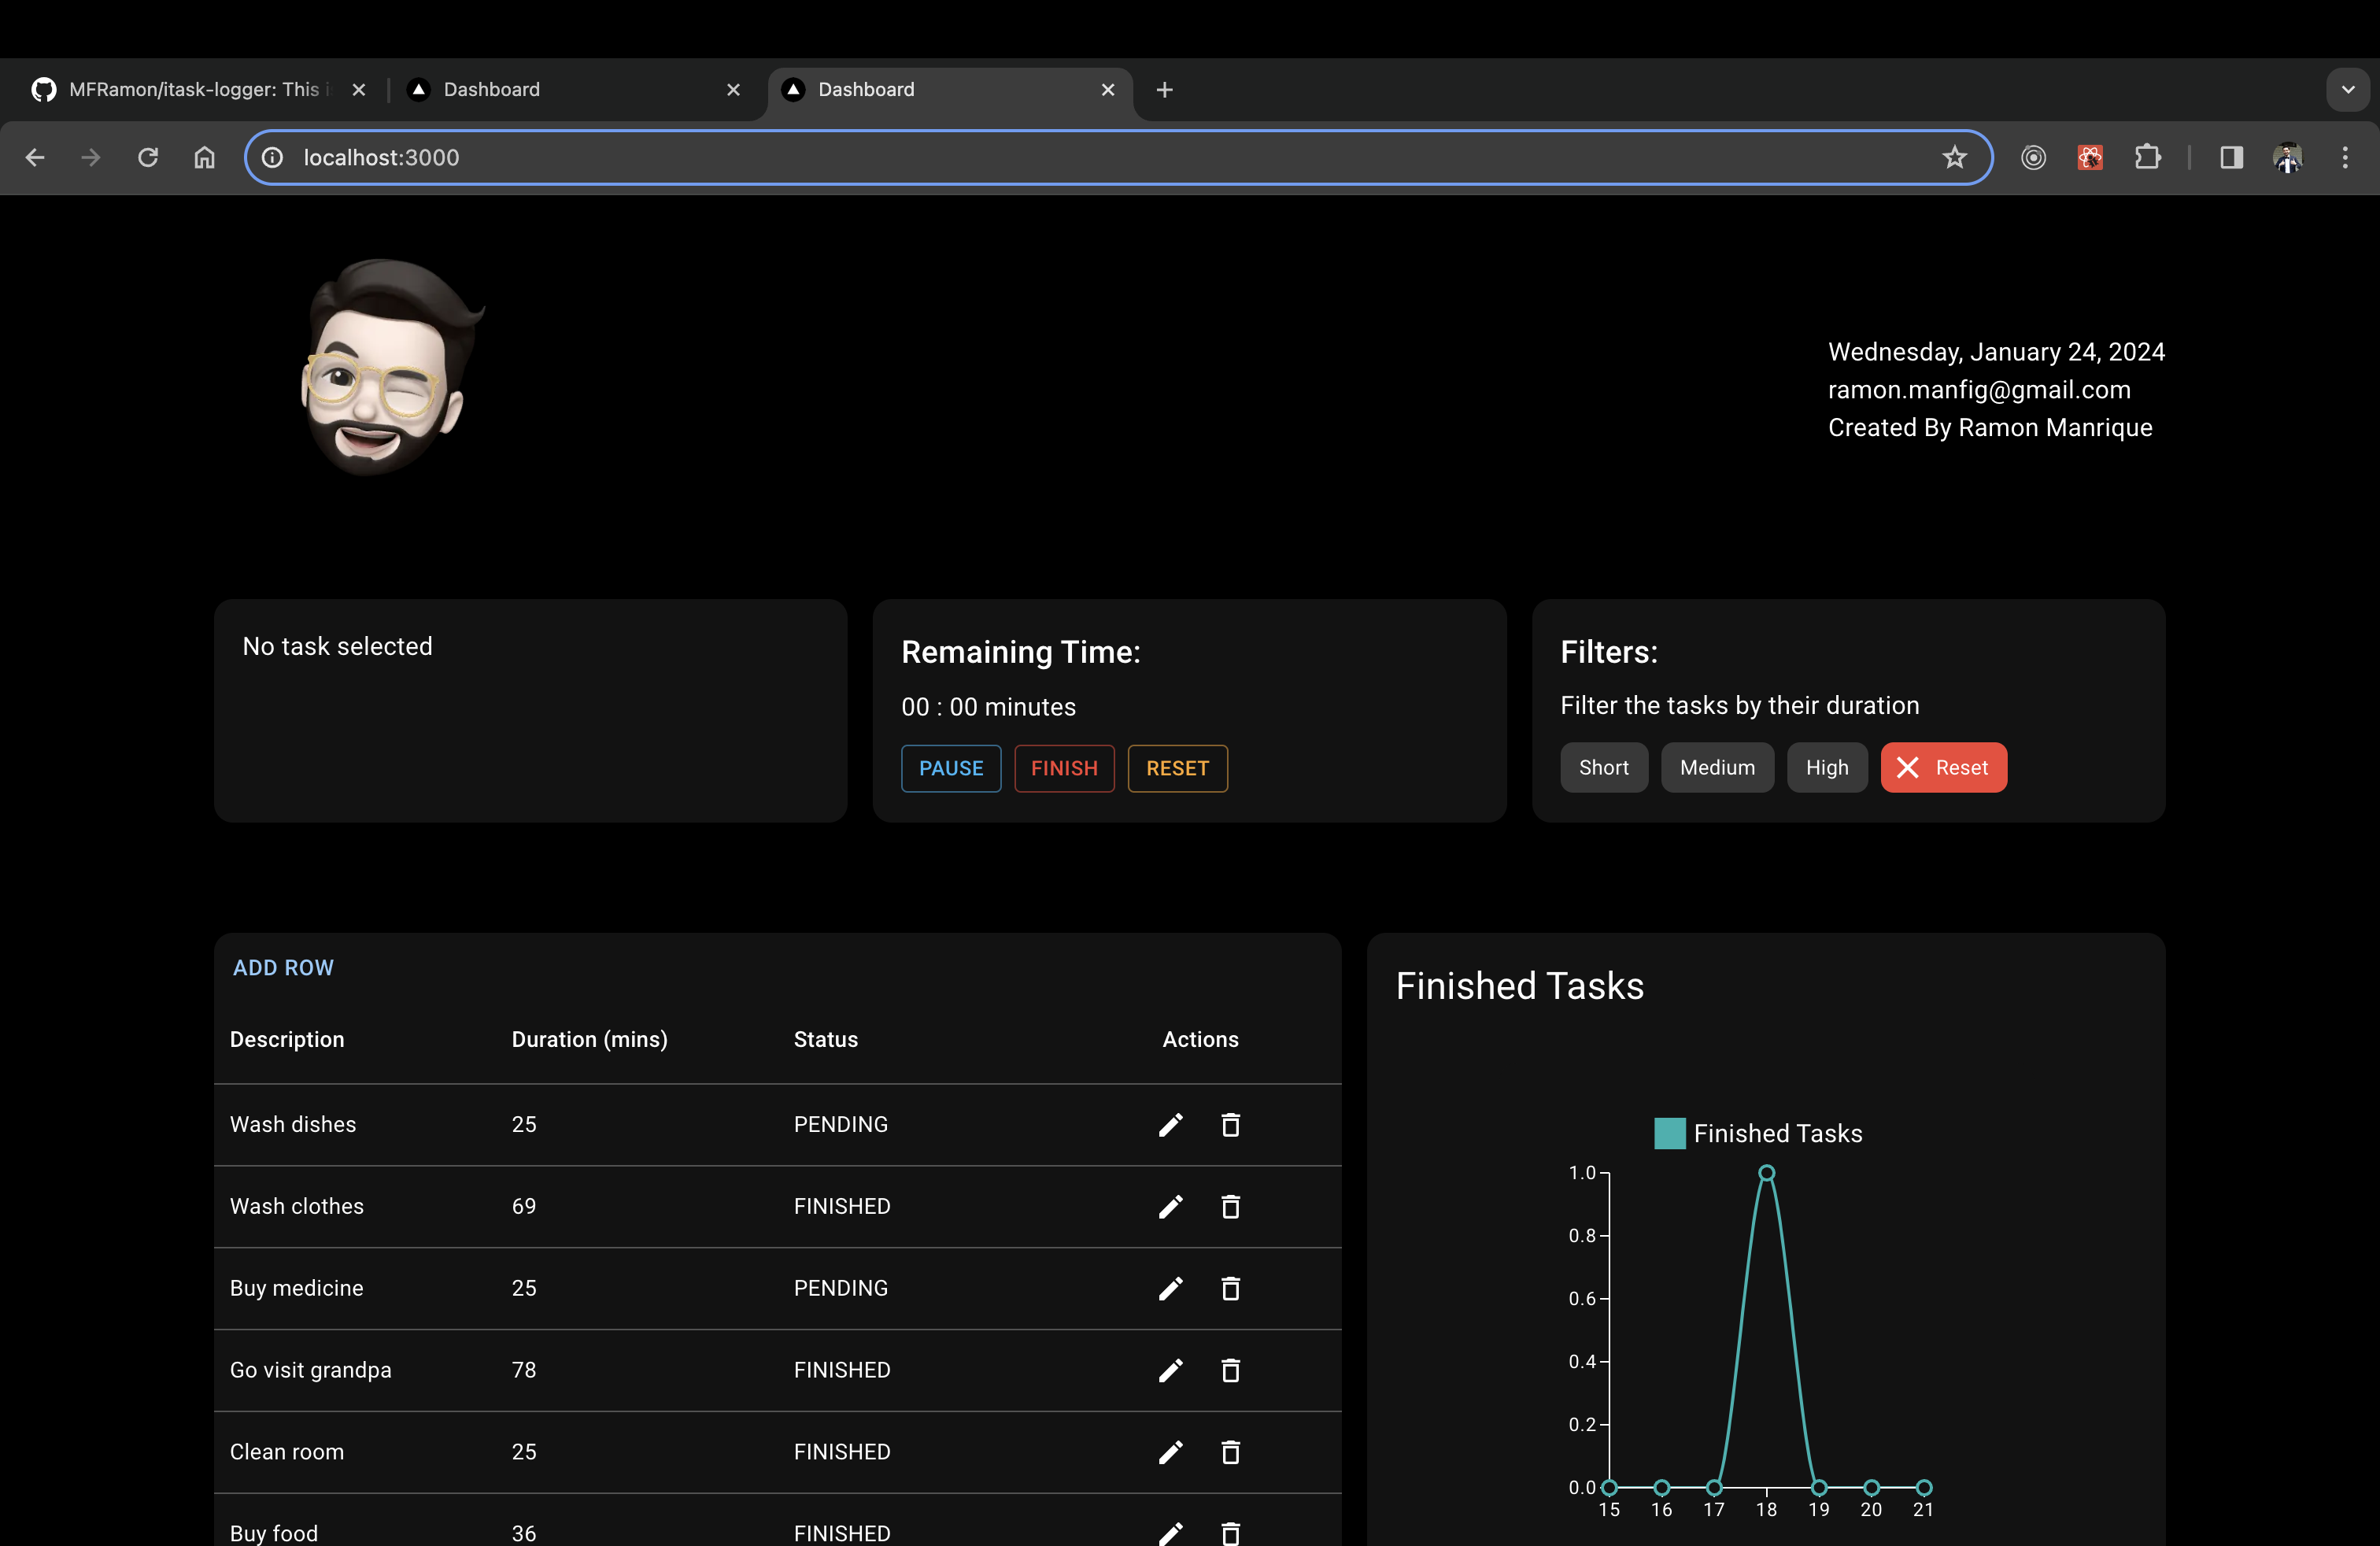 MFRamon/itask-logger: This
Dashboard
Dashboard
localhost:3000
Wednesday, January 24, 2024
ramon.manfig@gmail.com
Created By Ramon Manrique
No task selected
Remaining Time:
00 : 00 minutes
PAUSE FINISH RESET
Filters:
Filter the tasks by their duration
Short Medium High Reset
ADD ROW
Description Duration (mins) Status Actions
Wash dishes 25 PENDING
Wash clothes 69 FINISHED
Buy medicine 25 PENDING
Go visit grandpa 78 FINISHED
Clean room 25 FINISHED
Buy food 36 FINISHED
Finished Tasks
Finished Tasks
1.0
0.8
0.6
0.4
0.2
0.0
15 16 17 18 19 20 21